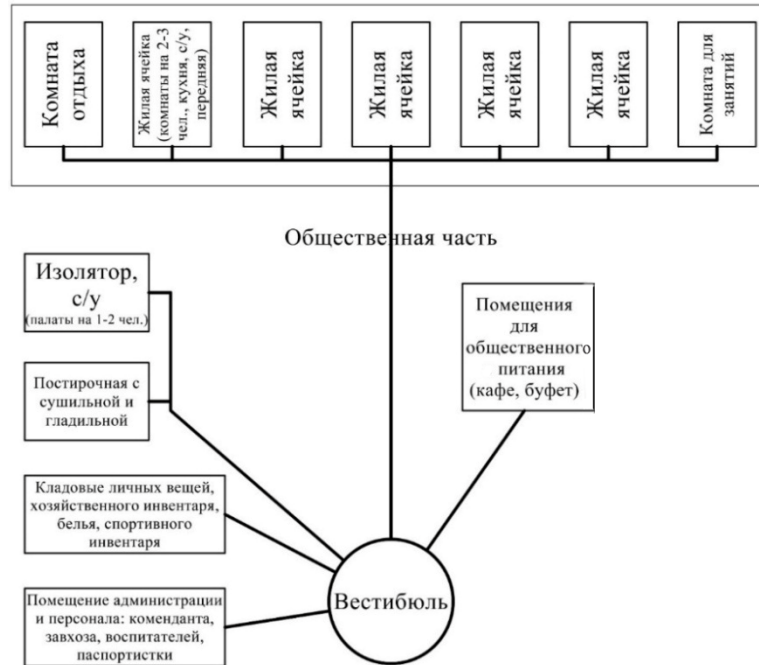 Комната
отдыха
Жилая ячейка
(комнаты на 2-3
чел., кухня, с/у,
передняя)
Жилая
ячейка
Жилая
ячейка
Жилая
ячейка
Жилая
ячейка
Комната для
занятий
Общественная часть
Изолятор,
с/у
(палаты на 1-2 чел.)
Помещения
для
общественного
питания
(кафе, буфет)
Постирочная с
сушильной и
гладильной
Кладовые личных вещей,
хозяйственного инвентаря,
белья, спортивного
инвентаря
Вестибюль
Помещение администрации
и персонала: коменданта,
завхоза, воспитателей,
паспортистки